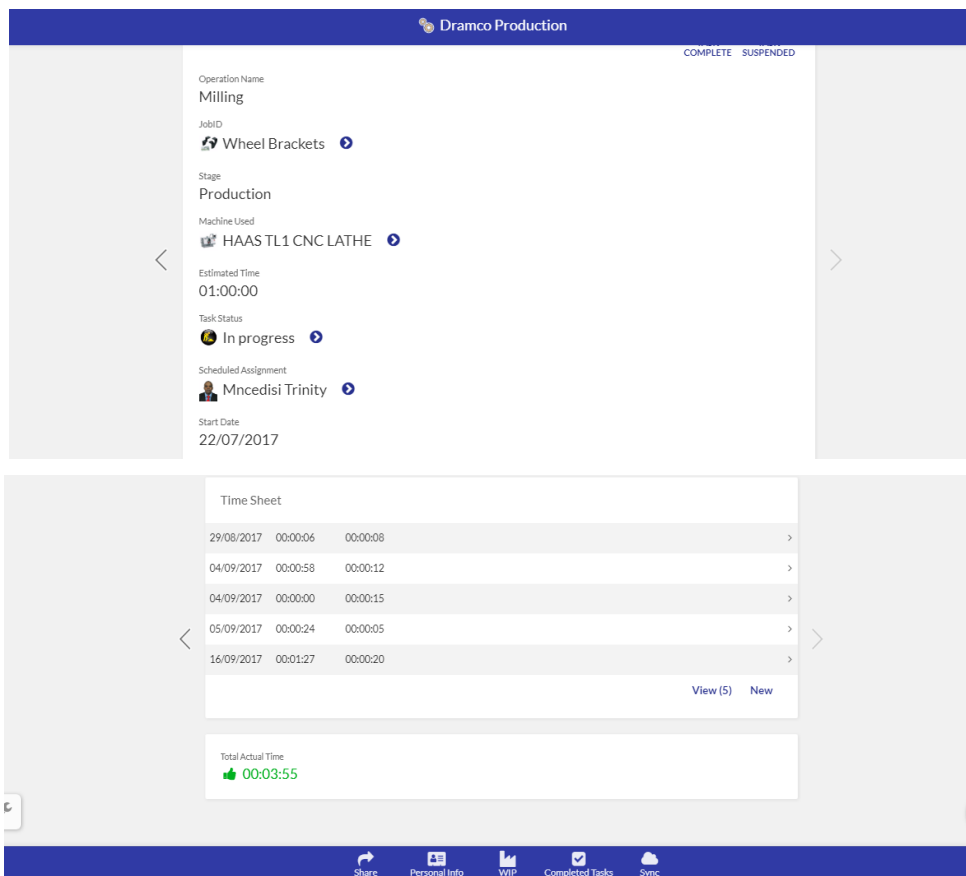 Dramco Production
COMPLETE SUSPENDED
Operation Name
Milling
JobID
Wheel Brackets
Stage
Production
Machine Used
HAAS TL1 CNC LATHE
Estimated Time
01:00:00
Task Status
In progress
Scheduled Assignment
Mncedisi Trinity
Start Date
22/07/2017
Time Sheet
29/08/2017 00:00:06 00:00:08
04/09/2017 00:00:58 00:00:12
04/09/2017 00:00:00 00:00:15
05/09/2017 00:00:24 00:00:05
16/09/2017 00:01:27 00:00:20
View (5) New
Total Actual Time
00:03:55
Share Personal Info WIP Completed Tasks Sync